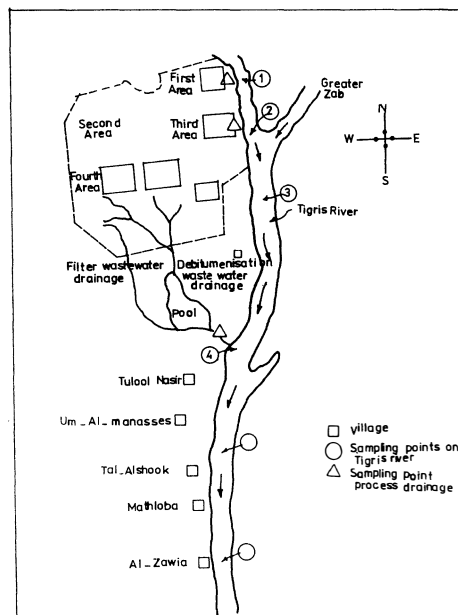 First
Area
1
Greater
Zab
2
Second
Area
Third
Area
N
W
E
S
Fourth
Area
3
Tigris River
Filter wastewater
drainage
Debitumenisation
waste water
drainage
Pool
4
Tulool Nasir
Um_Al_manasses
Village
Sampling points on
Tigris river
Tal_Alshook
Sampling Point
process drainage
Mathloba
Al_Zawia